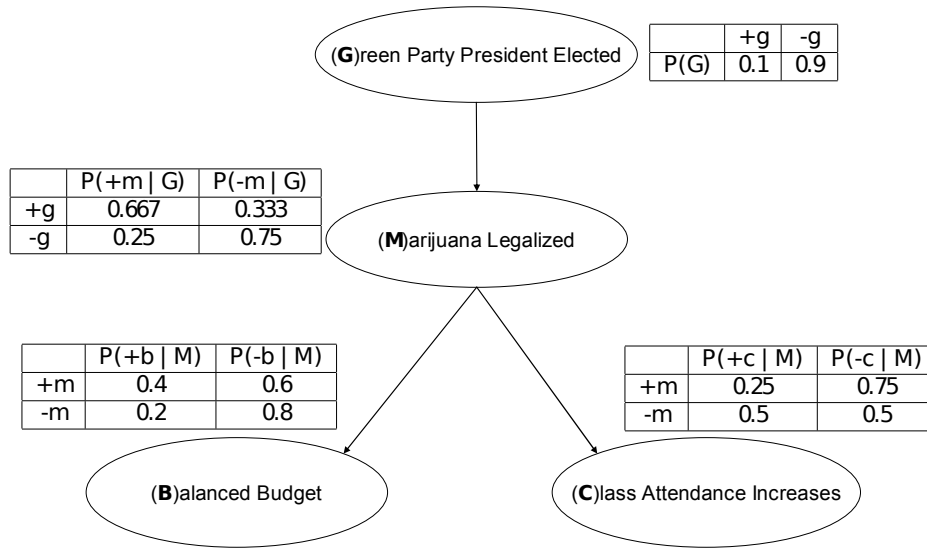 (G)reen Party President Elected
+g -g
P(G) 0.1 0.9
P(+m | G) P(-m | G)
+g 0.667 0.333
-g 0.25 0.75
(M)arijuana Legalized
P(+b | M) P(-b | M)
+m 0.4 0.6
-m 0.2 0.8
P(+c | M) P(-c | M)
+m 0.25 0.75
-m 0.5 0.5
(B)alanced Budget
(C)lass Attendance Increases